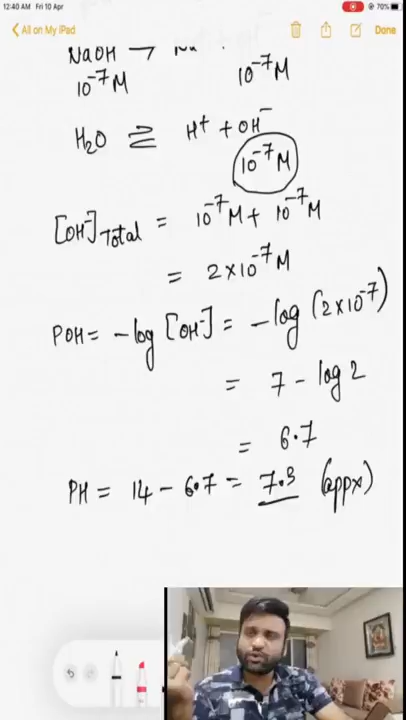 12:40 AM Fri 10 Apr
70%
All on My iPad
Done
NaOH →
10⁻⁷M 10⁻⁷M
H₂O ⇌ H⁺ + OH⁻
10⁻⁷M
[OH⁻]Total = 10⁻⁷M + 10⁻⁷M
= 2×10⁻⁷M
POH = -log [OH⁻] = -log (2×10⁻⁷)
= 7 - log 2
= 6.7
PH = 14 - 6.7 = 7.3 (appx)